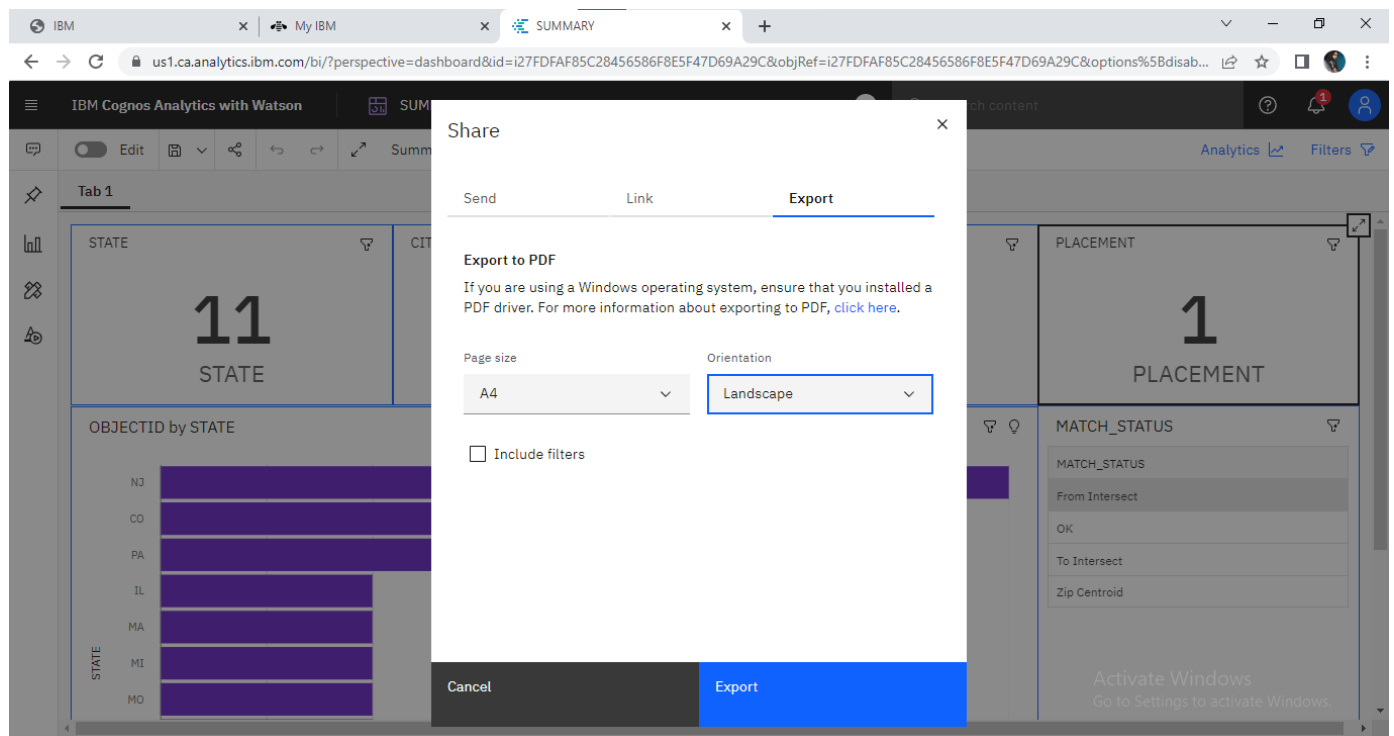 IBM
My IBM
SUMMARY
us1.ca.analytics.ibm.com/bi/?perspective=dashboard&id=i27FDFAF85C28456586F8E5F47D69A29C&objRef=i27FDFAF85C28456586F8E5F47D69A29C&options%5Bdisab...
IBM Cognos Analytics with Watson
SUM
ch content
1
Edit
Summ
Analytics
Filters
Tab 1
Share
Send
Link
Export
Export to PDF
If you are using a Windows operating system, ensure that you installed a
PDF driver. For more information about exporting to PDF, click here.
Page size
Orientation
A4
Landscape
Include filters
Cancel
Export
STATE
11
STATE
CIT
PLACEMENT
1
PLACEMENT
OBJECTID by STATE
NJ
CO
PA
IL
MA
MI
MO
STATE
MATCH_STATUS
MATCH_STATUS
From Intersect
OK
To Intersect
Zip Centroid
Activate Windows
Go to Settings to activate Windows.